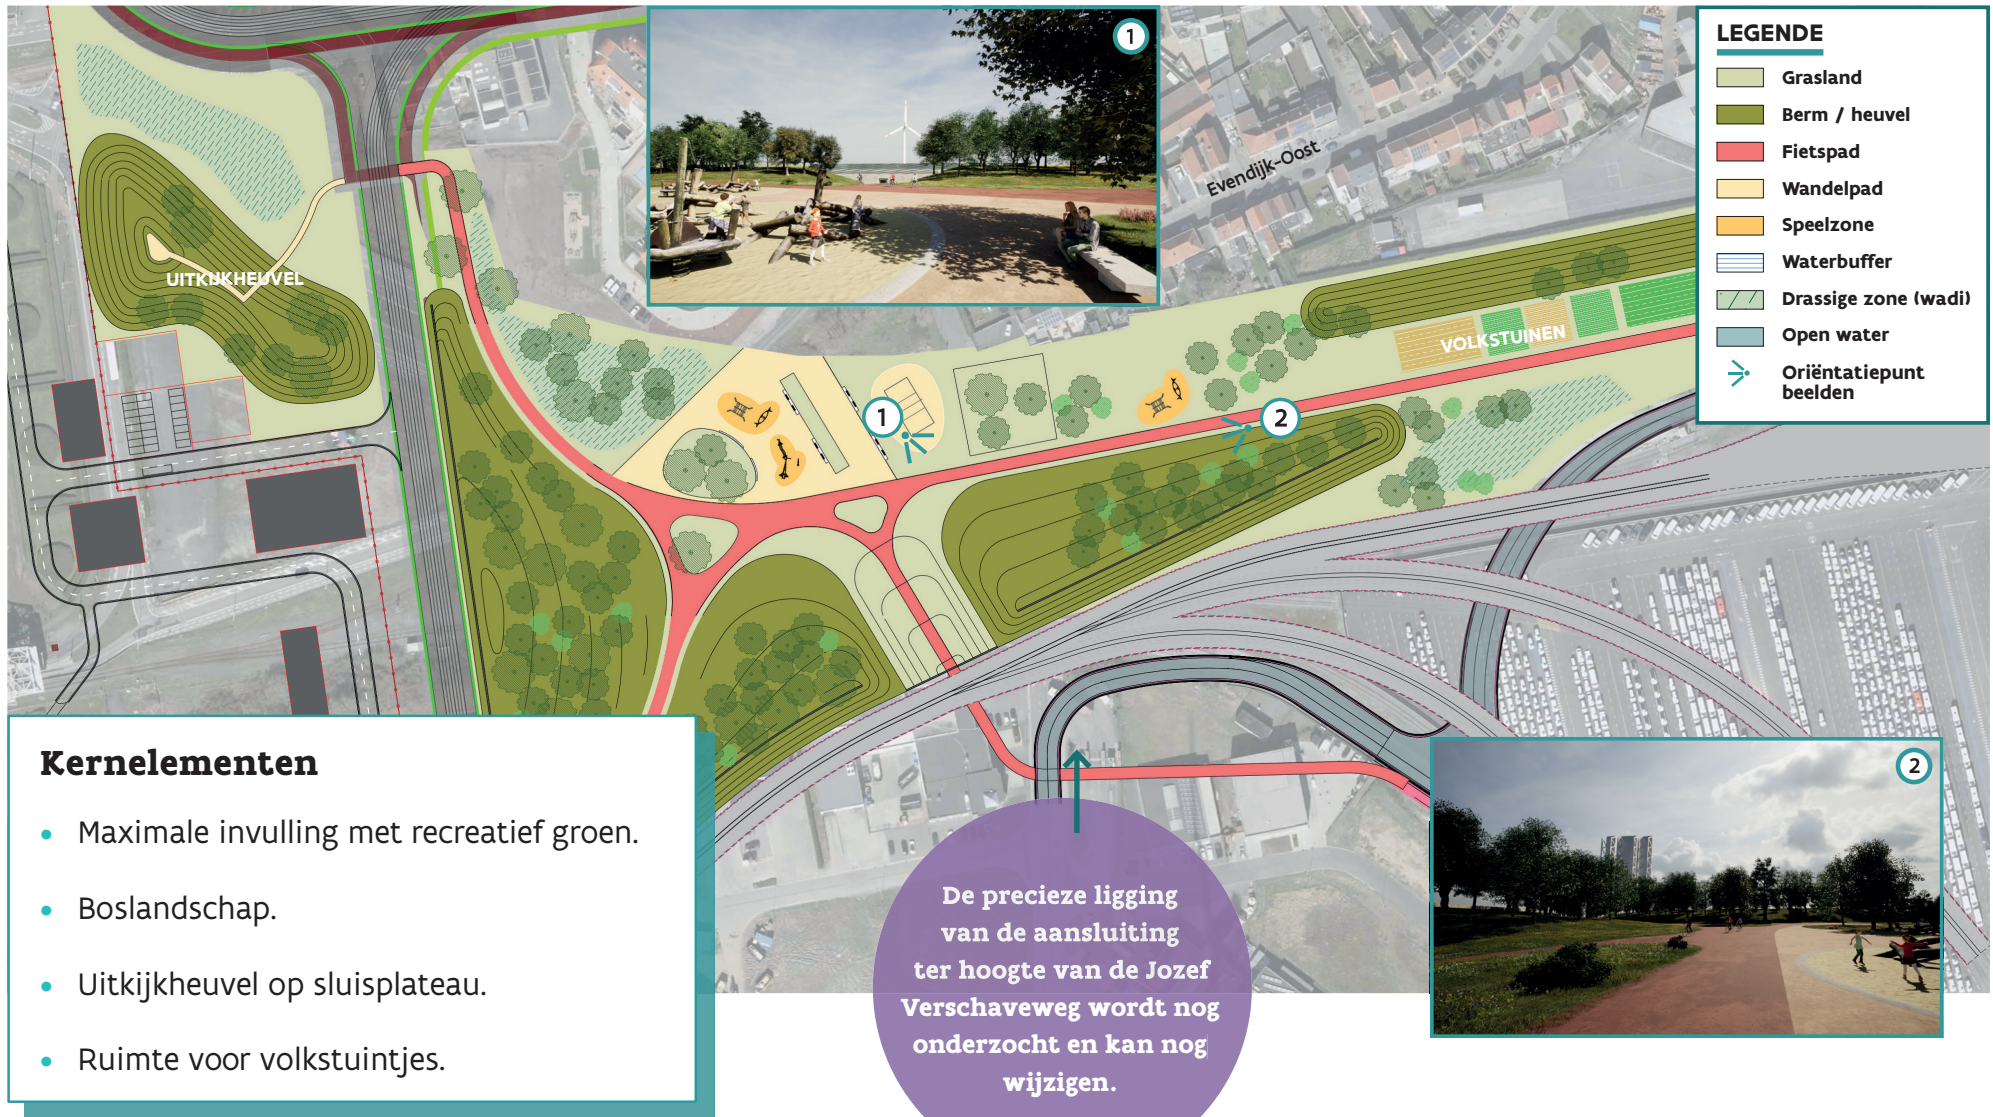 1
Evendijk-Oost
UITKIJKHEUVEL
VOLKSTUINEN
1
2
LEGENDE
Grasland
Berm / heuvel
Fietspad
Wandelpad
Speelzone
Waterbuffer
Drassige zone (wadi)
Open water
Oriëntatiepunt
beelden
Kernelementen
• Maximale invulling met recreatief groen.
• Boslandschap.
• Uitkijkheuvel op sluisplateau.
• Ruimte voor volkstuintjes.
De precieze ligging
van de aansluiting
ter hoogte van de Jozef
Verschaveweg wordt nog
onderzocht en kan nog
wijzigen.
2